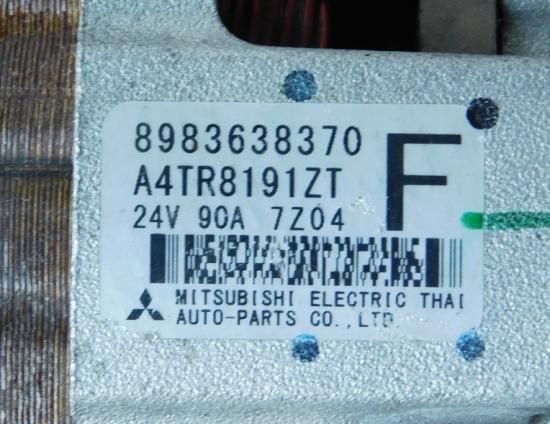 8983638370
A4TR8191ZT
F
24V 90A 7Z04
MITSUBISHI ELECTRIC THAI
AUTO-PARTS CO.,LTD.